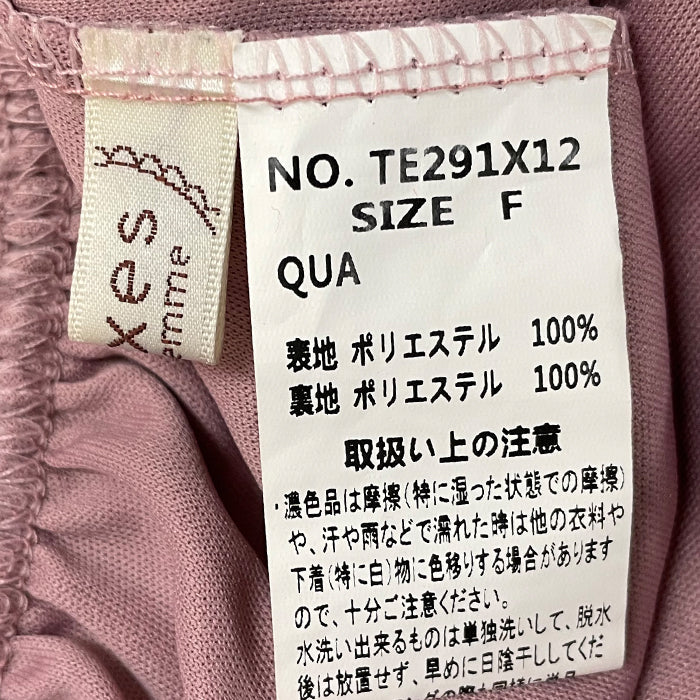 xes
emme
NO. TE291X12
SIZE F
QUA
表地 ポリエステル 100%
裏地 ポリエステル 100%
取扱い上の注意
・濃色品は摩擦(特に湿った状態での摩擦
や、汗や雨などで濡れた時は他の衣料や
下着(特に白)物に色移りする場合があります
ので、十分ご注意ください。
水洗い出来るものは単独洗いして、脱水
後は放置せず、早めに日陰干ししてくだ